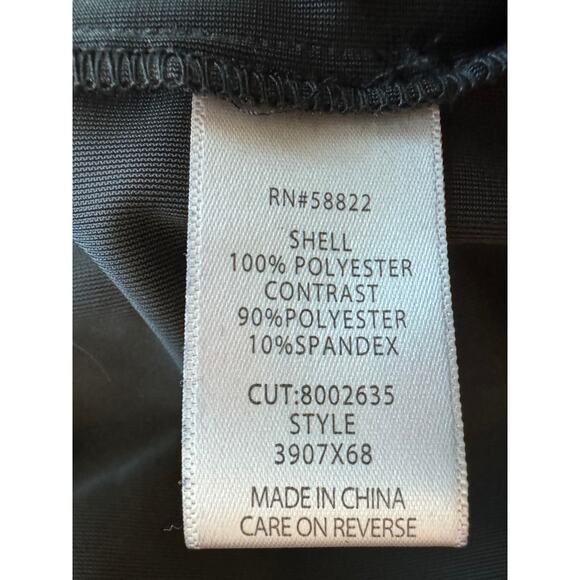 RN#58822
SHELL
100% POLYESTER
CONTRAST
90%POLYESTER
10%SPANDEX
CUT:8002635
STYLE
3907X68
MADE IN CHINA
CARE ON REVERSE